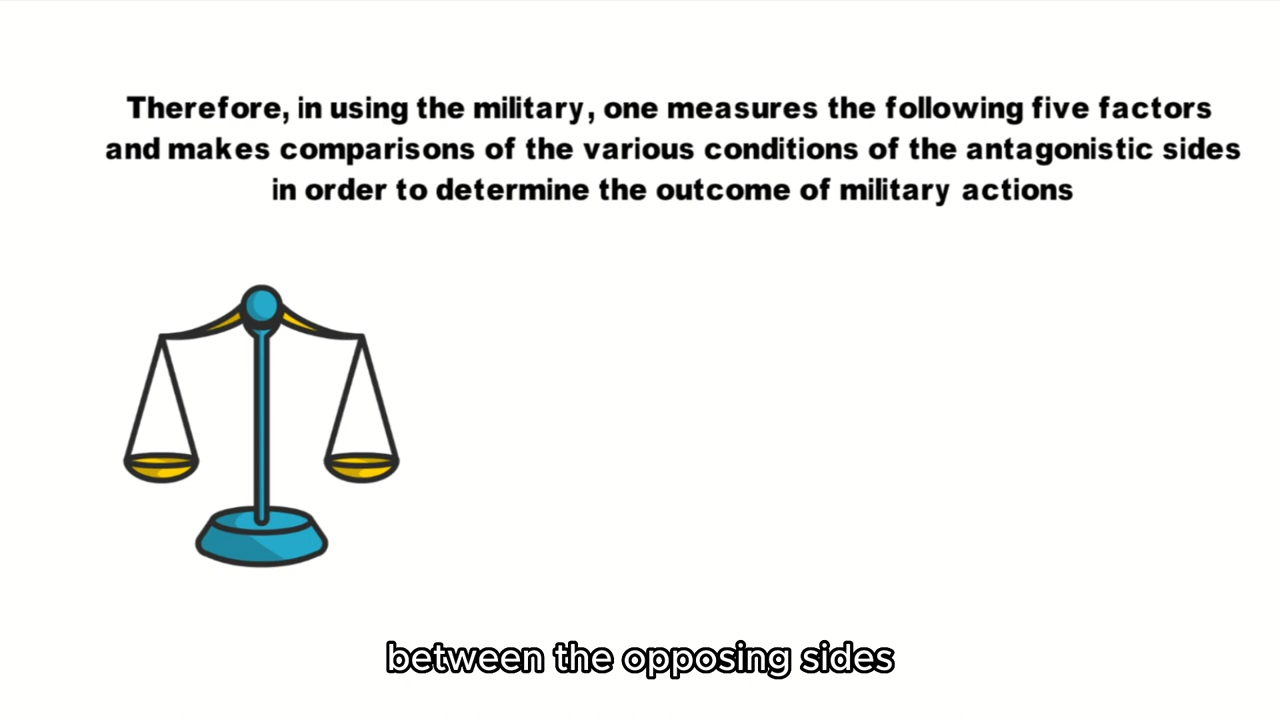 Therefore, in using the military, one measures the following five factors
and makes comparisons of the various conditions of the antagonistic sides
in order to determine the outcome of military actions
between the opposing sides